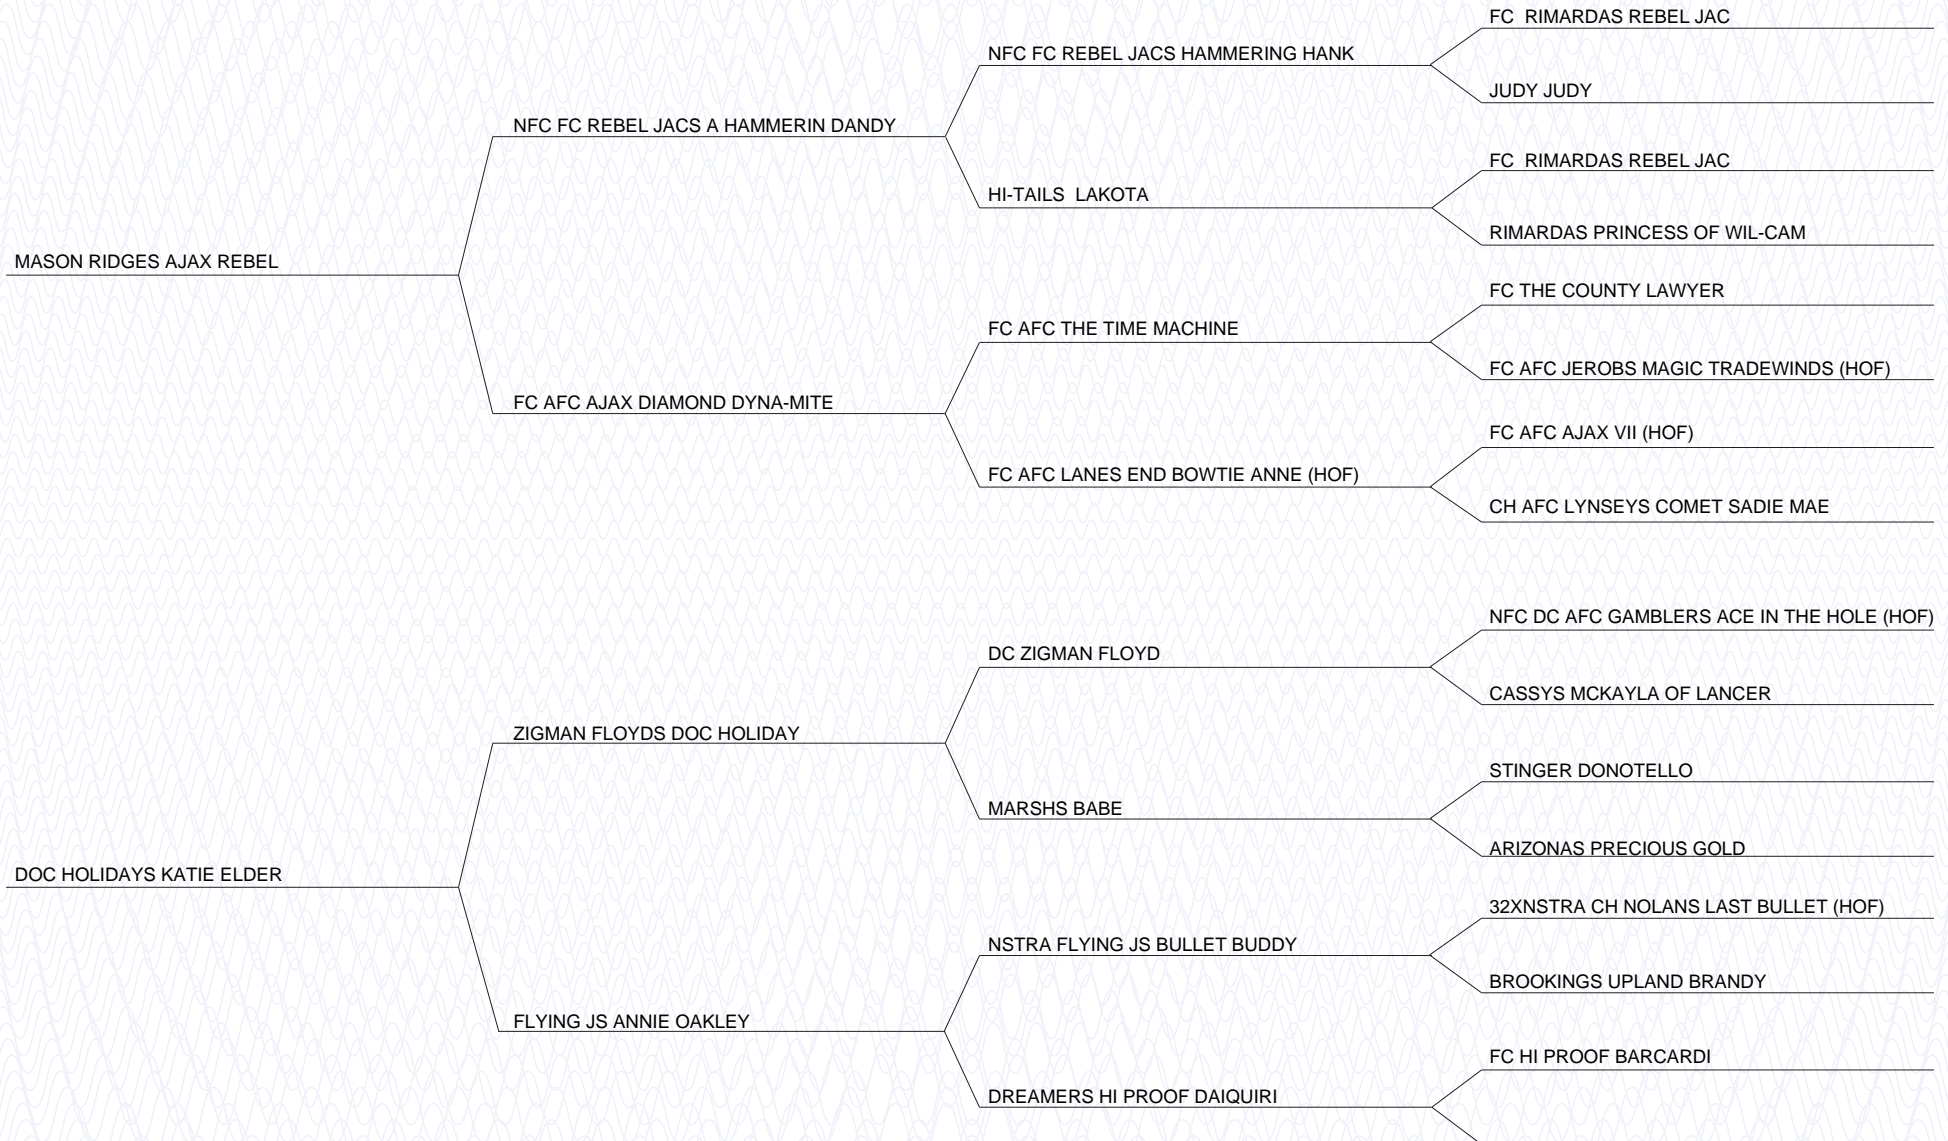 FC  RIMARDAS REBEL JAC
NFC FC REBEL JACS HAMMERING HANK
JUDY JUDY
NFC FC REBEL JACS A HAMMERIN DANDY
FC  RIMARDAS REBEL JAC
HI-TAILS  LAKOTA
RIMARDAS PRINCESS OF WIL-CAM
MASON RIDGES AJAX REBEL
FC THE COUNTY LAWYER
FC AFC THE TIME MACHINE
FC AFC JEROBS MAGIC TRADEWINDS (HOF)
FC AFC AJAX DIAMOND DYNA-MITE
FC AFC AJAX VII (HOF)
FC AFC LANES END BOWTIE ANNE (HOF)
CH AFC LYNSEYS COMET SADIE MAE
NFC DC AFC GAMBLERS ACE IN THE HOLE (HOF)
DC ZIGMAN FLOYD
CASSYS MCKAYLA OF LANCER
ZIGMAN FLOYDS DOC HOLIDAY
STINGER DONOTELLO
MARSHS BABE
ARIZONAS PRECIOUS GOLD
DOC HOLIDAYS KATIE ELDER
32XNSTRA CH NOLANS LAST BULLET (HOF)
NSTRA FLYING JS BULLET BUDDY
BROOKINGS UPLAND BRANDY
FLYING JS ANNIE OAKLEY
FC HI PROOF BARCARDI
DREAMERS HI PROOF DAIQUIRI